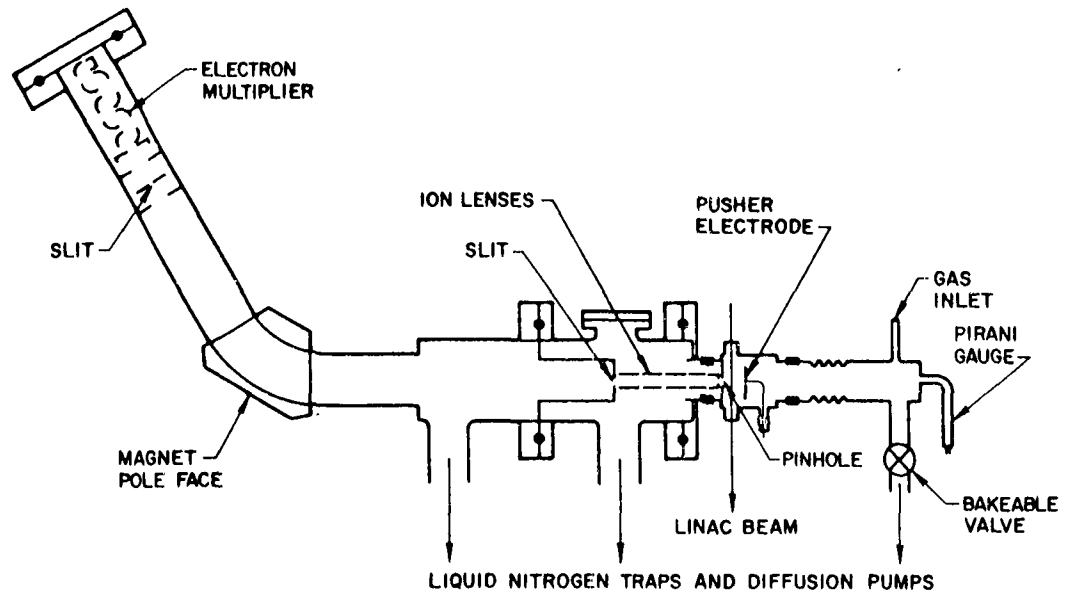 ELECTRON
MULTIPLIER
ION LENSES
PUSHER
ELECTRODE
SLIT
SLIT
GAS
INLET
PIRANI
GAUGE
MAGNET
POLE FACE
PINHOLE
LINAC BEAM
BAKEABLE
VALVE
LIQUID NITROGEN TRAPS AND DIFFUSION PUMPS